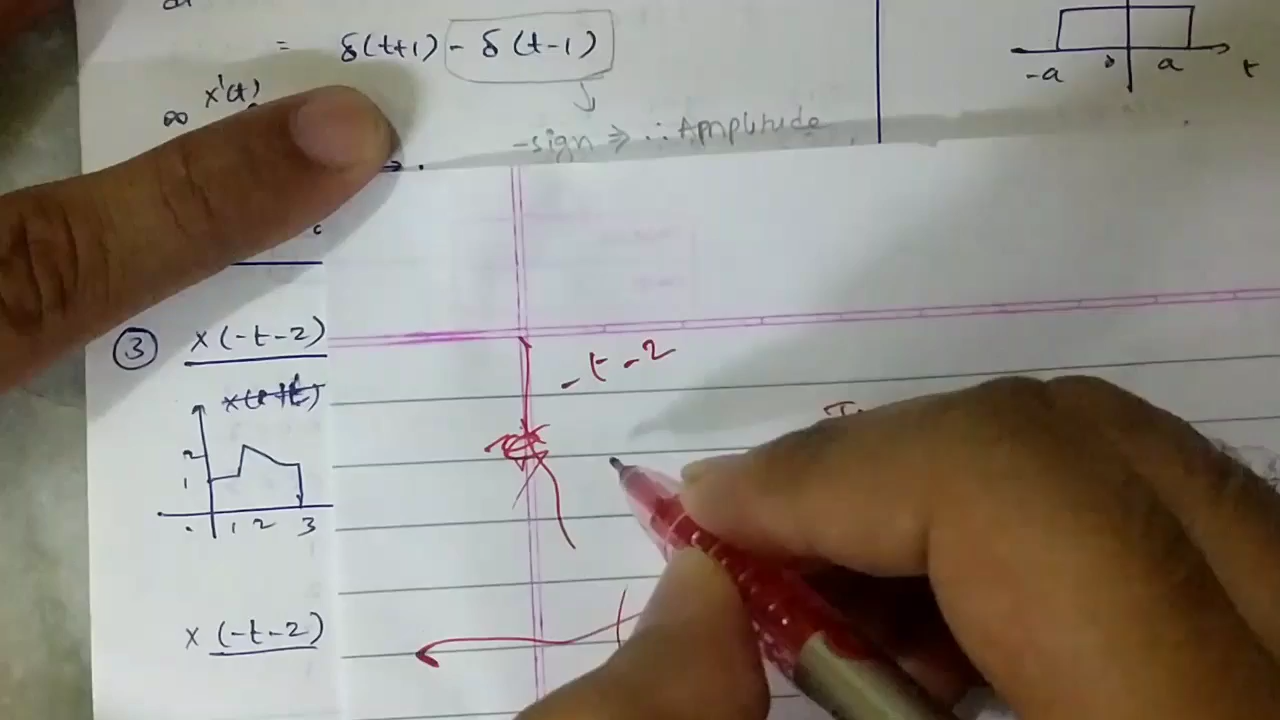 = δ(t+1) - δ(t-1)
∞ x'(t)
-sign ⇒ ∴ Amplitude
-a a t
③ x(-t-2)
- t - 2
2
1
1 2 3
x (-t-2)